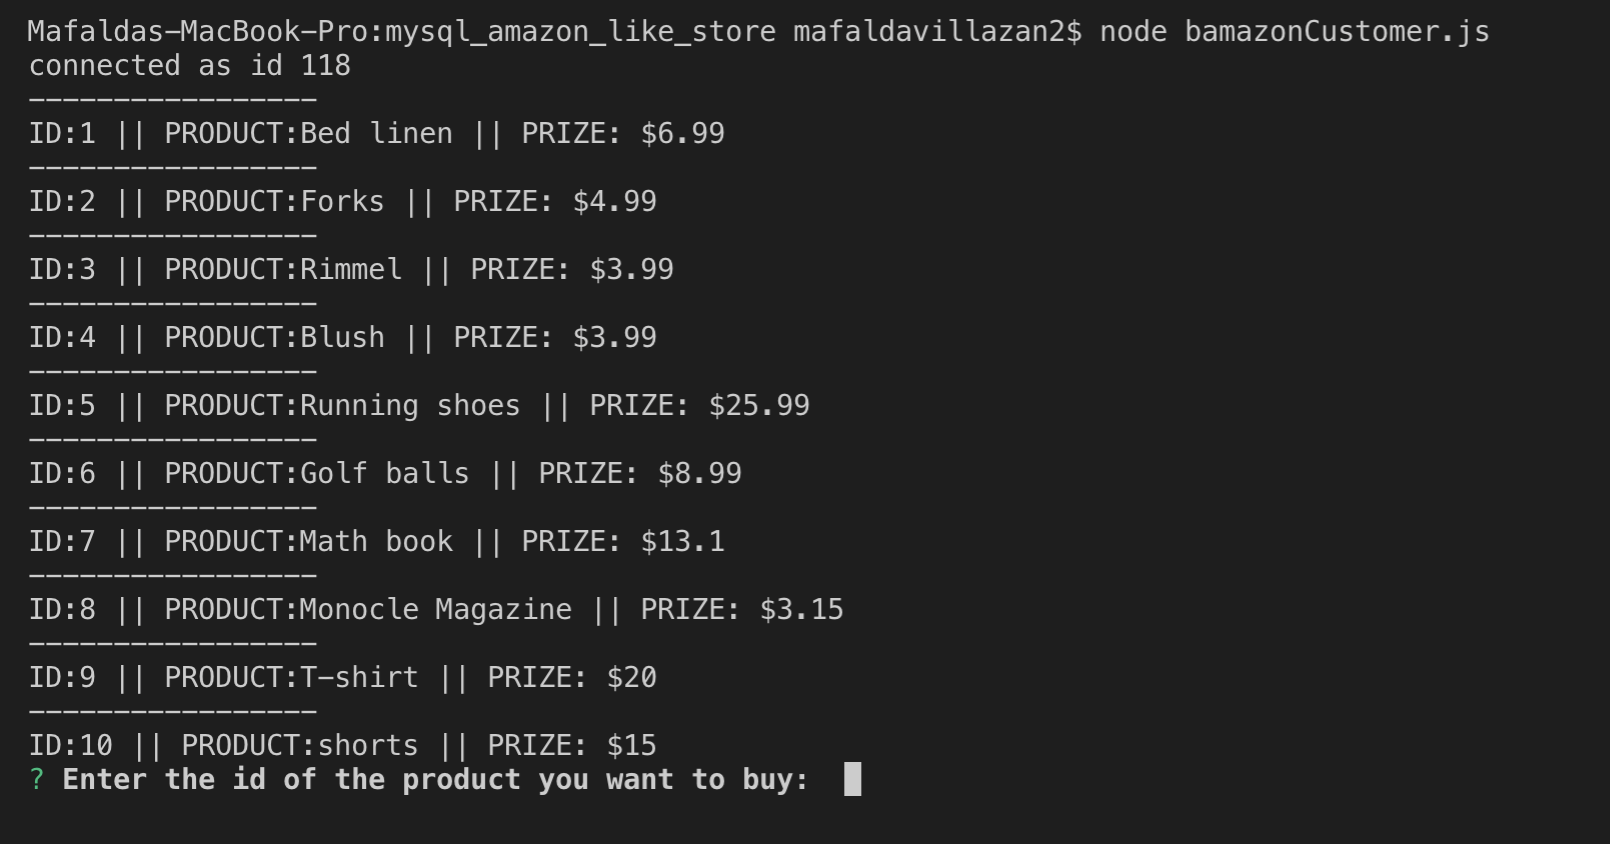 Mafaldas-MacBook-Pro:mysql_amazon_like_store mafaldavillazan2$ node bamazonCustomer.js
connected as id 118
-----------------
ID:1 || PRODUCT:Bed linen || PRIZE: $6.99
-----------------
ID:2 || PRODUCT:Forks || PRIZE: $4.99
-----------------
ID:3 || PRODUCT:Rimmel || PRIZE: $3.99
-----------------
ID:4 || PRODUCT:Blush || PRIZE: $3.99
-----------------
ID:5 || PRODUCT:Running shoes || PRIZE: $25.99
-----------------
ID:6 || PRODUCT:Golf balls || PRIZE: $8.99
-----------------
ID:7 || PRODUCT:Math book || PRIZE: $13.1
-----------------
ID:8 || PRODUCT:Monocle Magazine || PRIZE: $3.15
-----------------
ID:9 || PRODUCT:T-shirt || PRIZE: $20
-----------------
ID:10 || PRODUCT:shorts || PRIZE: $15
? Enter the id of the product you want to buy: